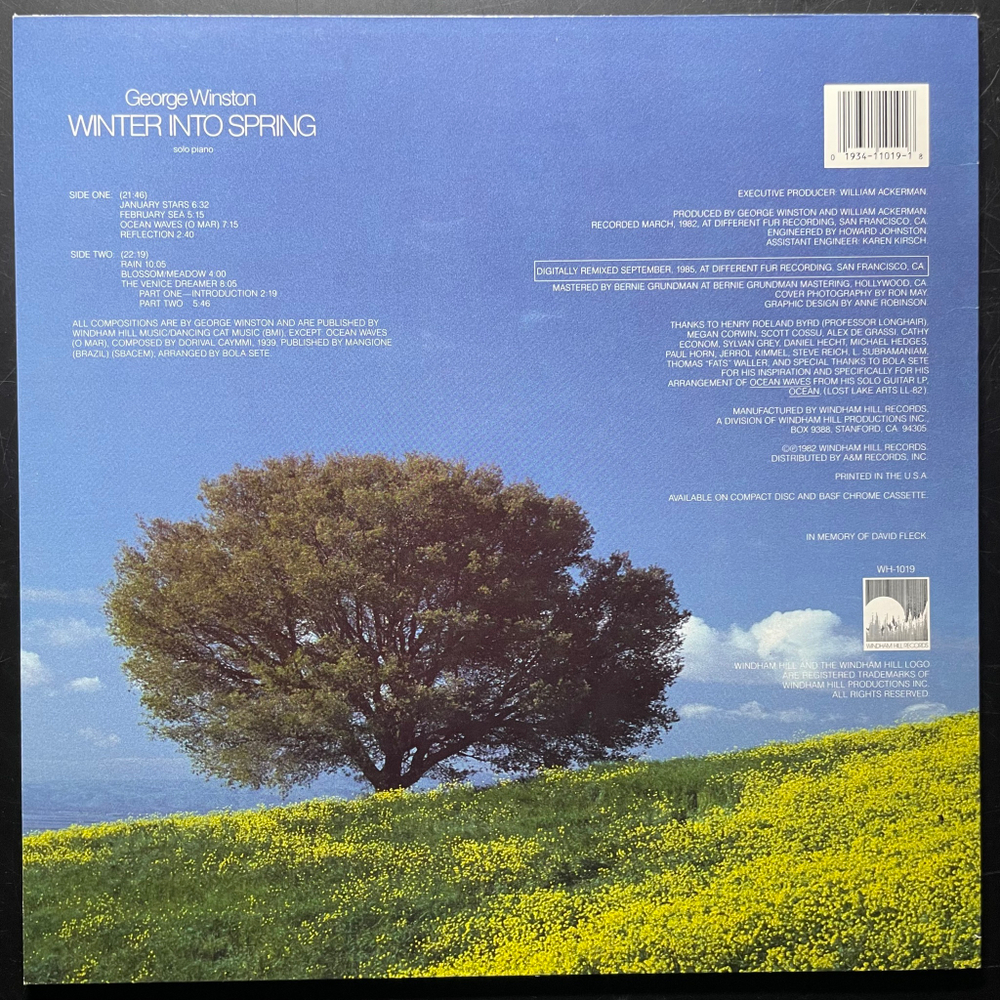 George Winston
WINTER INTO SPRING
solo piano
SIDE ONE: (21:46)
JANUARY STARS 6:32
FEBRUARY SEA 5:15
OCEAN WAVES (O MAR) 7:15
REFLECTION 2:40
SIDE TWO: (22:19)
RAIN 10:05
BLOSSOM/MEADOW 4:00
THE VENICE DREAMER 8:05
PART ONE—INTRODUCTION 2:19
PART TWO 5:46
ALL COMPOSITIONS ARE BY GEORGE WINSTON AND ARE PUBLISHED BY
WINDHAM HILL MUSIC/DANCING CAT MUSIC (BMI), EXCEPT OCEAN WAVES
(O MAR), COMPOSED BY DORIVAL CAYMMI, 1939, PUBLISHED BY MANGIONE
(BRAZIL) (SBACEM), ARRANGED BY BOLA SETE.
0 1934-11019-1 8
EXECUTIVE PRODUCER: WILLIAM ACKERMAN.
PRODUCED BY GEORGE WINSTON AND WILLIAM ACKERMAN.
RECORDED MARCH, 1982, AT DIFFERENT FUR RECORDING, SAN FRANCISCO, CA.
ENGINEERED BY HOWARD JOHNSTON.
ASSISTANT ENGINEER: KAREN KIRSCH.
DIGITALLY REMIXED SEPTEMBER, 1985, AT DIFFERENT FUR RECORDING, SAN FRANCISCO, CA.
MASTERED BY BERNIE GRUNDMAN AT BERNIE GRUNDMAN MASTERING, HOLLYWOOD, CA.
COVER PHOTOGRAPHY BY RON MAY.
GRAPHIC DESIGN BY ANNE ROBINSON.
THANKS TO HENRY ROELAND BYRD (PROFESSOR LONGHAIR),
MEGAN CORWIN, SCOTT COSSU, ALEX DE GRASSI, CATHY
ECONOM, SYLVAN GREY, DANIEL HECHT, MICHAEL HEDGES,
PAUL HORN, JERROL KIMMEL, STEVE REICH, L. SUBRAMANIAM,
THOMAS "FATS" WALLER, AND SPECIAL THANKS TO BOLA SETE
FOR HIS INSPIRATION AND SPECIFICALLY FOR HIS
ARRANGEMENT OF OCEAN WAVES FROM HIS SOLO GUITAR LP,
OCEAN, (LOST LAKE ARTS LL-82).
MANUFACTURED BY WINDHAM HILL RECORDS,
A DIVISION OF WINDHAM HILL PRODUCTIONS INC.,
BOX 9388, STANFORD, CA. 94305.
©℗1982 WINDHAM HILL RECORDS.
DISTRIBUTED BY A&M RECORDS, INC.
PRINTED IN THE U.S.A.
AVAILABLE ON COMPACT DISC AND BASF CHROME CASSETTE.
IN MEMORY OF DAVID FLECK.
WH-1019
WINDHAM HILL RECORDS
WINDHAM HILL AND THE WINDHAM HILL LOGO
ARE REGISTERED TRADEMARKS OF
WINDHAM HILL PRODUCTIONS INC.
ALL RIGHTS RESERVED.